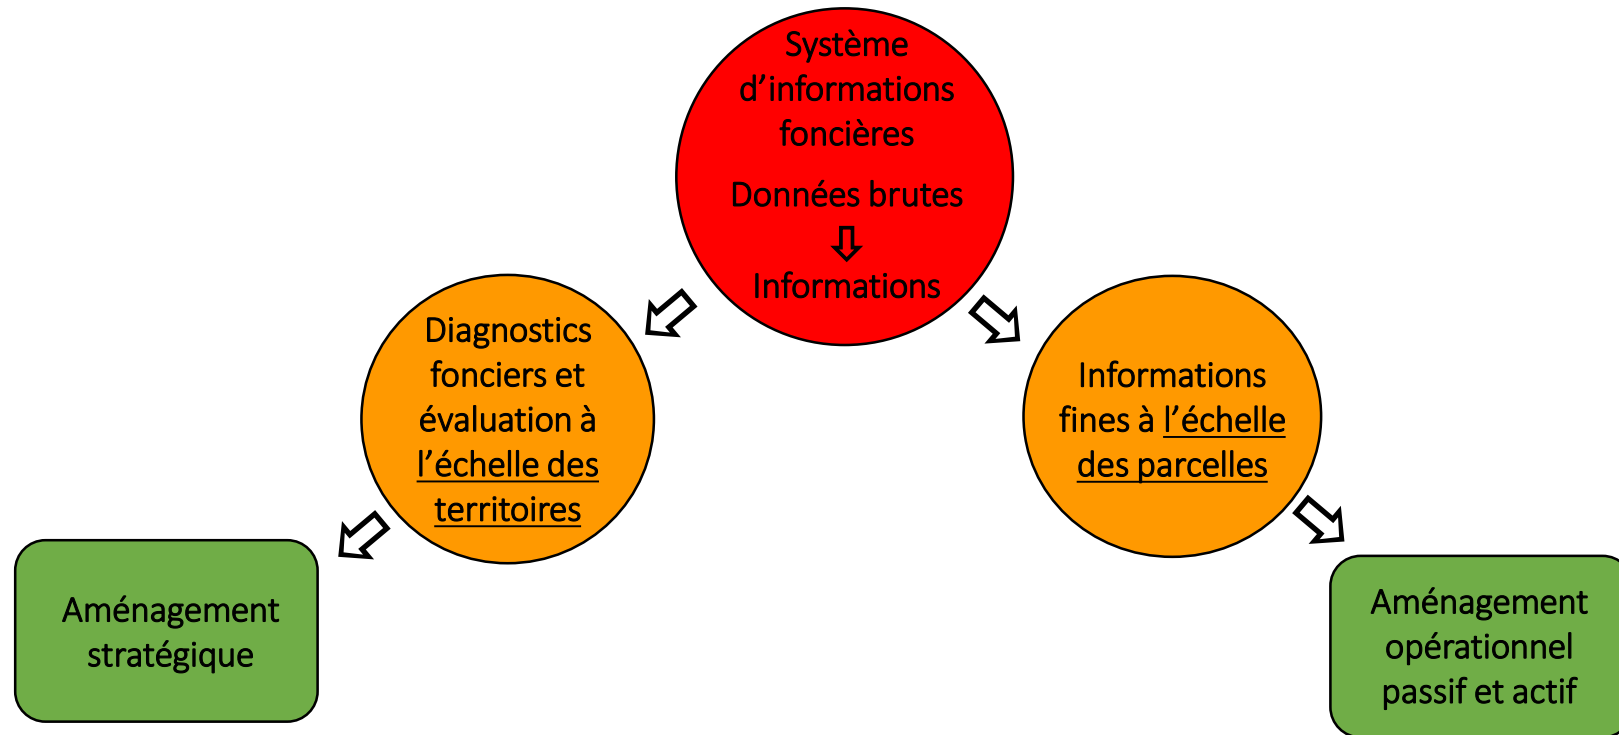 Système
d’informations
foncières
Données brutes
Informations
Diagnostics
fonciers et
évaluation à
l’échelle des
territoires
Informations
fines à l’échelle
des parcelles
Aménagement
stratégique
Aménagement
opérationnel
passif et actif